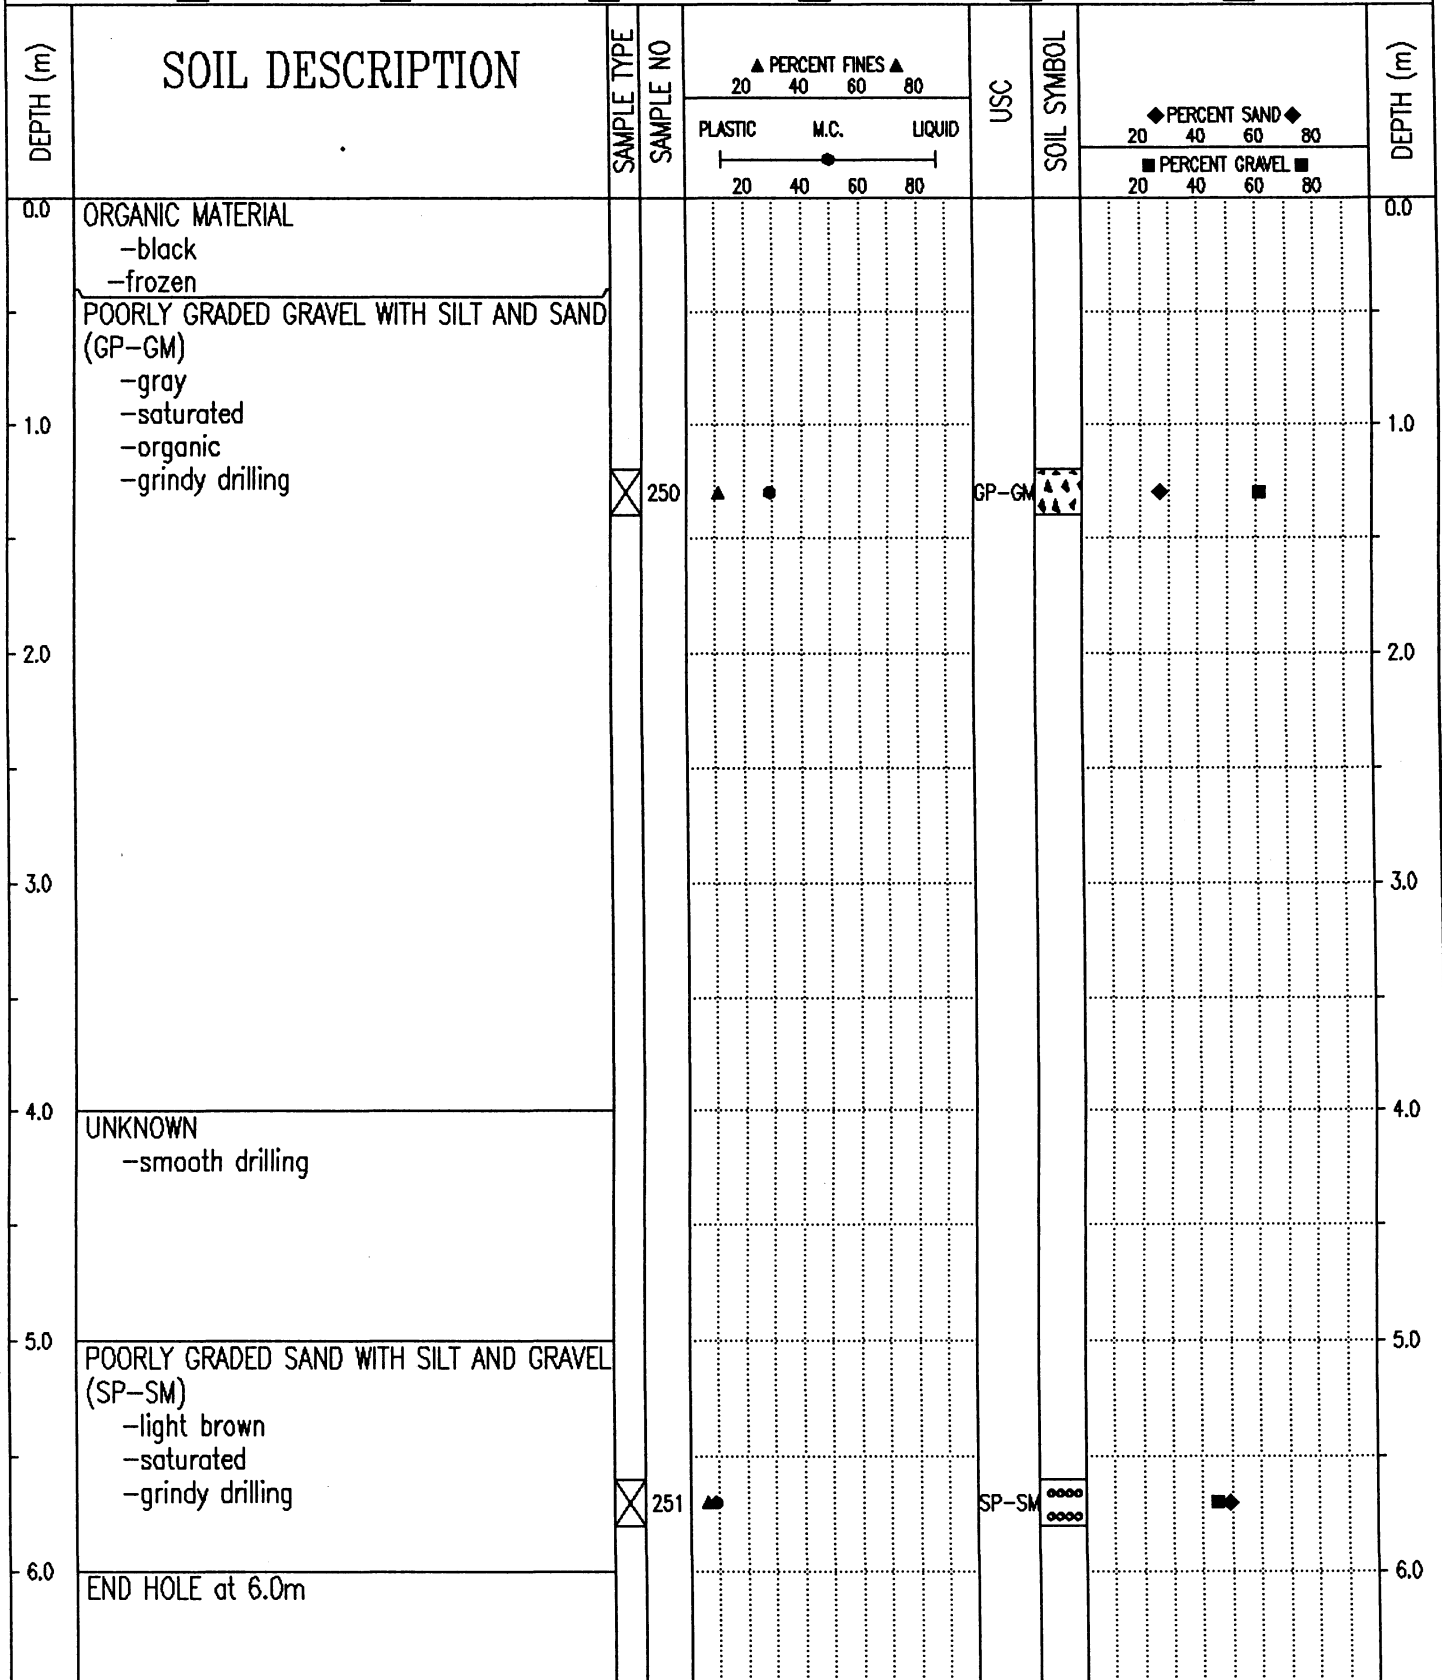 DEPTH (m)
SOIL DESCRIPTION
SAMPLE TYPE
SAMPLE NO
▲ PERCENT FINES ▲
20 40 60 80
PLASTIC M.C. LIQUID
20 40 60 80
USC
SOIL SYMBOL
◆ PERCENT SAND ◆
20 40 60 80
■ PERCENT GRAVEL ■
20 40 60 80
DEPTH (m)
0.0 ORGANIC MATERIAL 0.0
-black
-frozen
POORLY GRADED GRAVEL WITH SILT AND SAND
(GP-GM)
-gray
-saturated
1.0 1.0
-organic
-grindy drilling
250 GP-GM
2.0 2.0
3.0 3.0
4.0 4.0
UNKNOWN
-smooth drilling
5.0 5.0
POORLY GRADED SAND WITH SILT AND GRAVEL
(SP-SM)
-light brown
-saturated
-grindy drilling
251 SP-SM
6.0 6.0
END HOLE at 6.0m